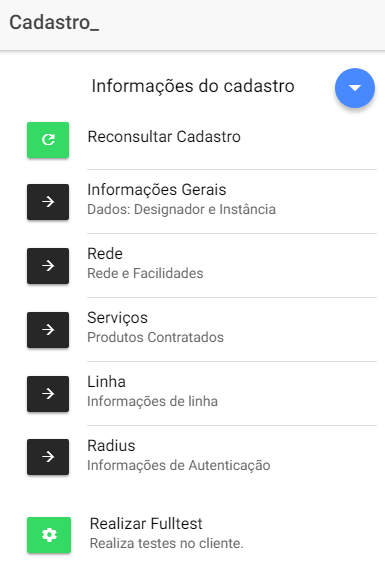 Cadastro_
Informações do cadastro
Reconsultar Cadastro
Informações Gerais
Dados: Designador e Instância
Rede
Rede e Facilidades
Serviços
Produtos Contratados
Linha
Informações de linha
Radius
Informações de Autenticação
Realizar Fulltest
Realiza testes no cliente.